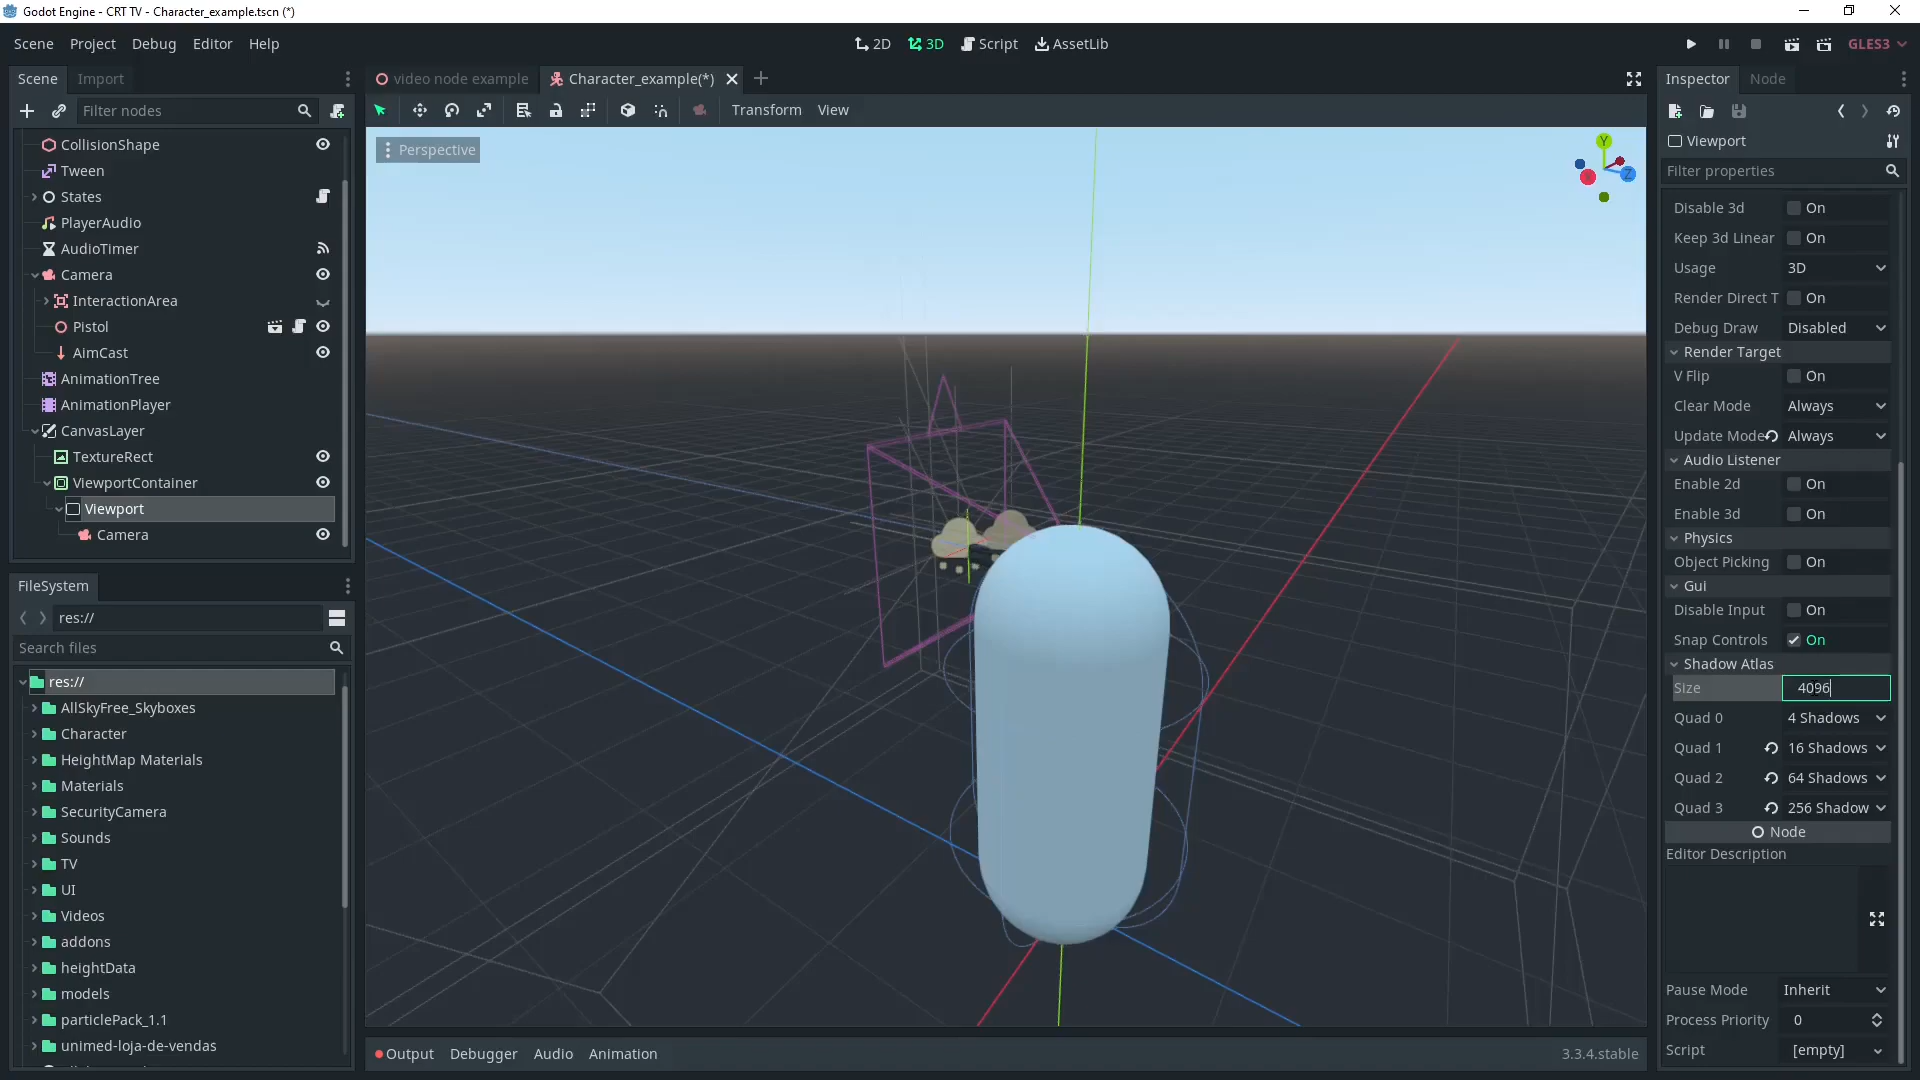 Godot Engine - CRT TV - Character_example.tscn (*)
Scene Project Debug Editor Help
2D 3D Script AssetLib
GLES3
Scene Import
Filter nodes
CollisionShape
Tween
States
PlayerAudio
AudioTimer
Camera
InteractionArea
Pistol
AimCast
AnimationTree
AnimationPlayer
CanvasLayer
TextureRect
ViewportContainer
Viewport
Camera
FileSystem
res://
Search files
res://
AllSkyFree_Skyboxes
Character
HeightMap Materials
Materials
SecurityCamera
Sounds
TV
UI
Videos
addons
heightData
models
particlePack_1.1
unimed-loja-de-vendas
video node example Character_example(*)
Transform View
Perspective
Y
Z
Output Debugger Audio Animation 3.3.4.stable
Inspector Node
Viewport
Filter properties
Disable 3d On
Keep 3d Linear On
Usage 3D
Render Direct T On
Debug Draw Disabled
Render Target
V Flip On
Clear Mode Always
Update Mode Always
Audio Listener
Enable 2d On
Enable 3d On
Physics
Object Picking On
Gui
Disable Input On
Snap Controls On
Shadow Atlas
Size 4096
Quad 0 4 Shadows
Quad 1 16 Shadows
Quad 2 64 Shadows
Quad 3 256 Shadow
Node
Editor Description
Pause Mode Inherit
Process Priority 0
Script [empty]